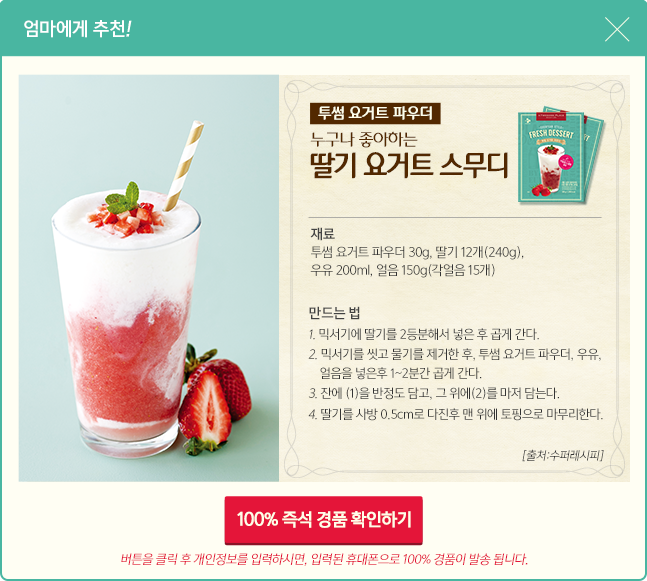 엄마에게 추천!
투썸 요거트 파우더
누구나 좋아하는
딸기 요거트 스무디
FRESH DESSERT
재료
투썸 요거트 파우더 30g, 딸기 12개(240g),
우유 200ml, 얼음 150g(각얼음 15개)
만드는 법
1. 믹서기에 딸기를 2등분해서 넣은 후 곱게 간다.
2. 믹서기를 씻고 물기를 제거한 후, 투썸 요거트 파우더, 우유,
얼음을 넣은후 1~2분간 곱게 간다.
3. 잔에 (1)을 반정도 담고, 그 위에(2)를 마저 담는다.
4. 딸기를 사방 0.5cm로 다진후 맨 위에 토핑으로 마무리한다.
[출처:수퍼레시피]
100% 즉석 경품 확인하기
버튼을 클릭 후 개인정보를 입력하시면, 입력된 휴대폰으로 100% 경품이 발송 됩니다.